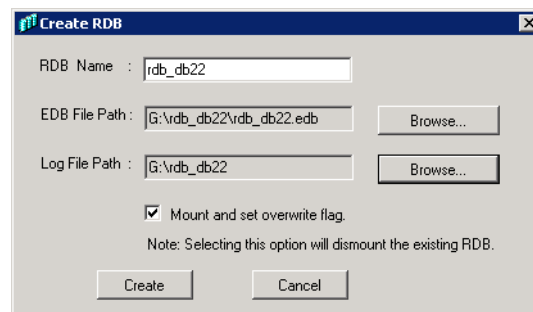 Create RDB
RDB Name : rdb_db22
EDB File Path : G:\rdb_db22\rdb_db22.edb Browse...
Log File Path : G:\rdb_db22 Browse...
Mount and set overwrite flag.
Note: Selecting this option will dismount the existing RDB.
Create Cancel